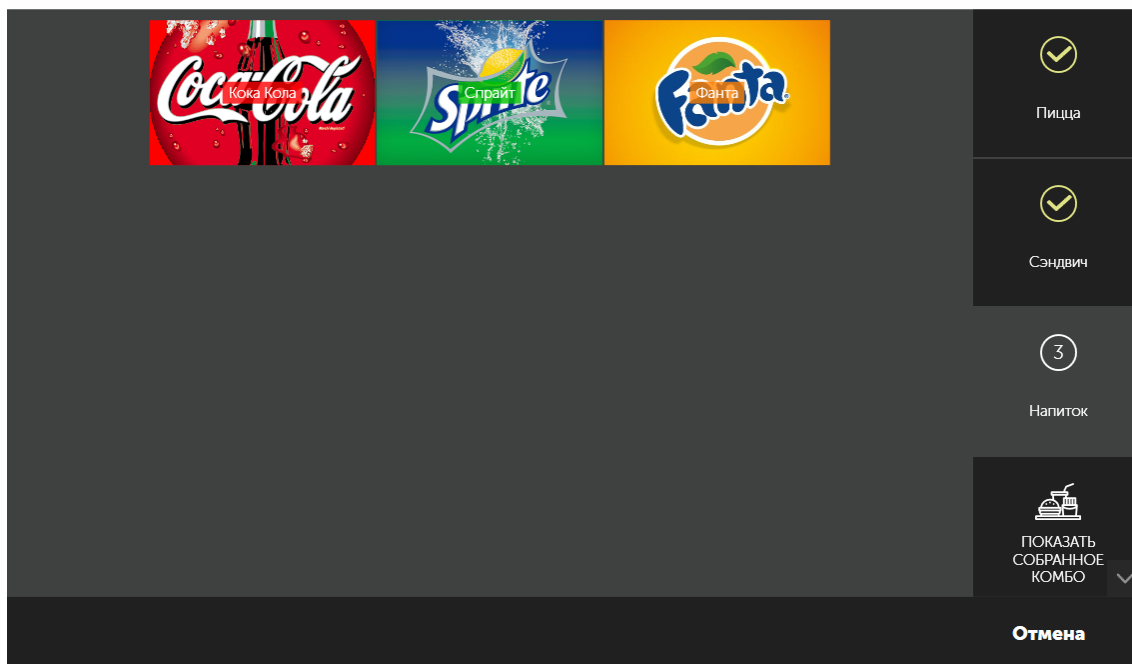 Coca-Cola
Кока Кола
Sprite
Спрайт
Fanta
Фанта
Пицца
Сэндвич
3
Напиток
ПОКАЗАТЬ
СОБРАННОЕ
КОМБО
Отмена